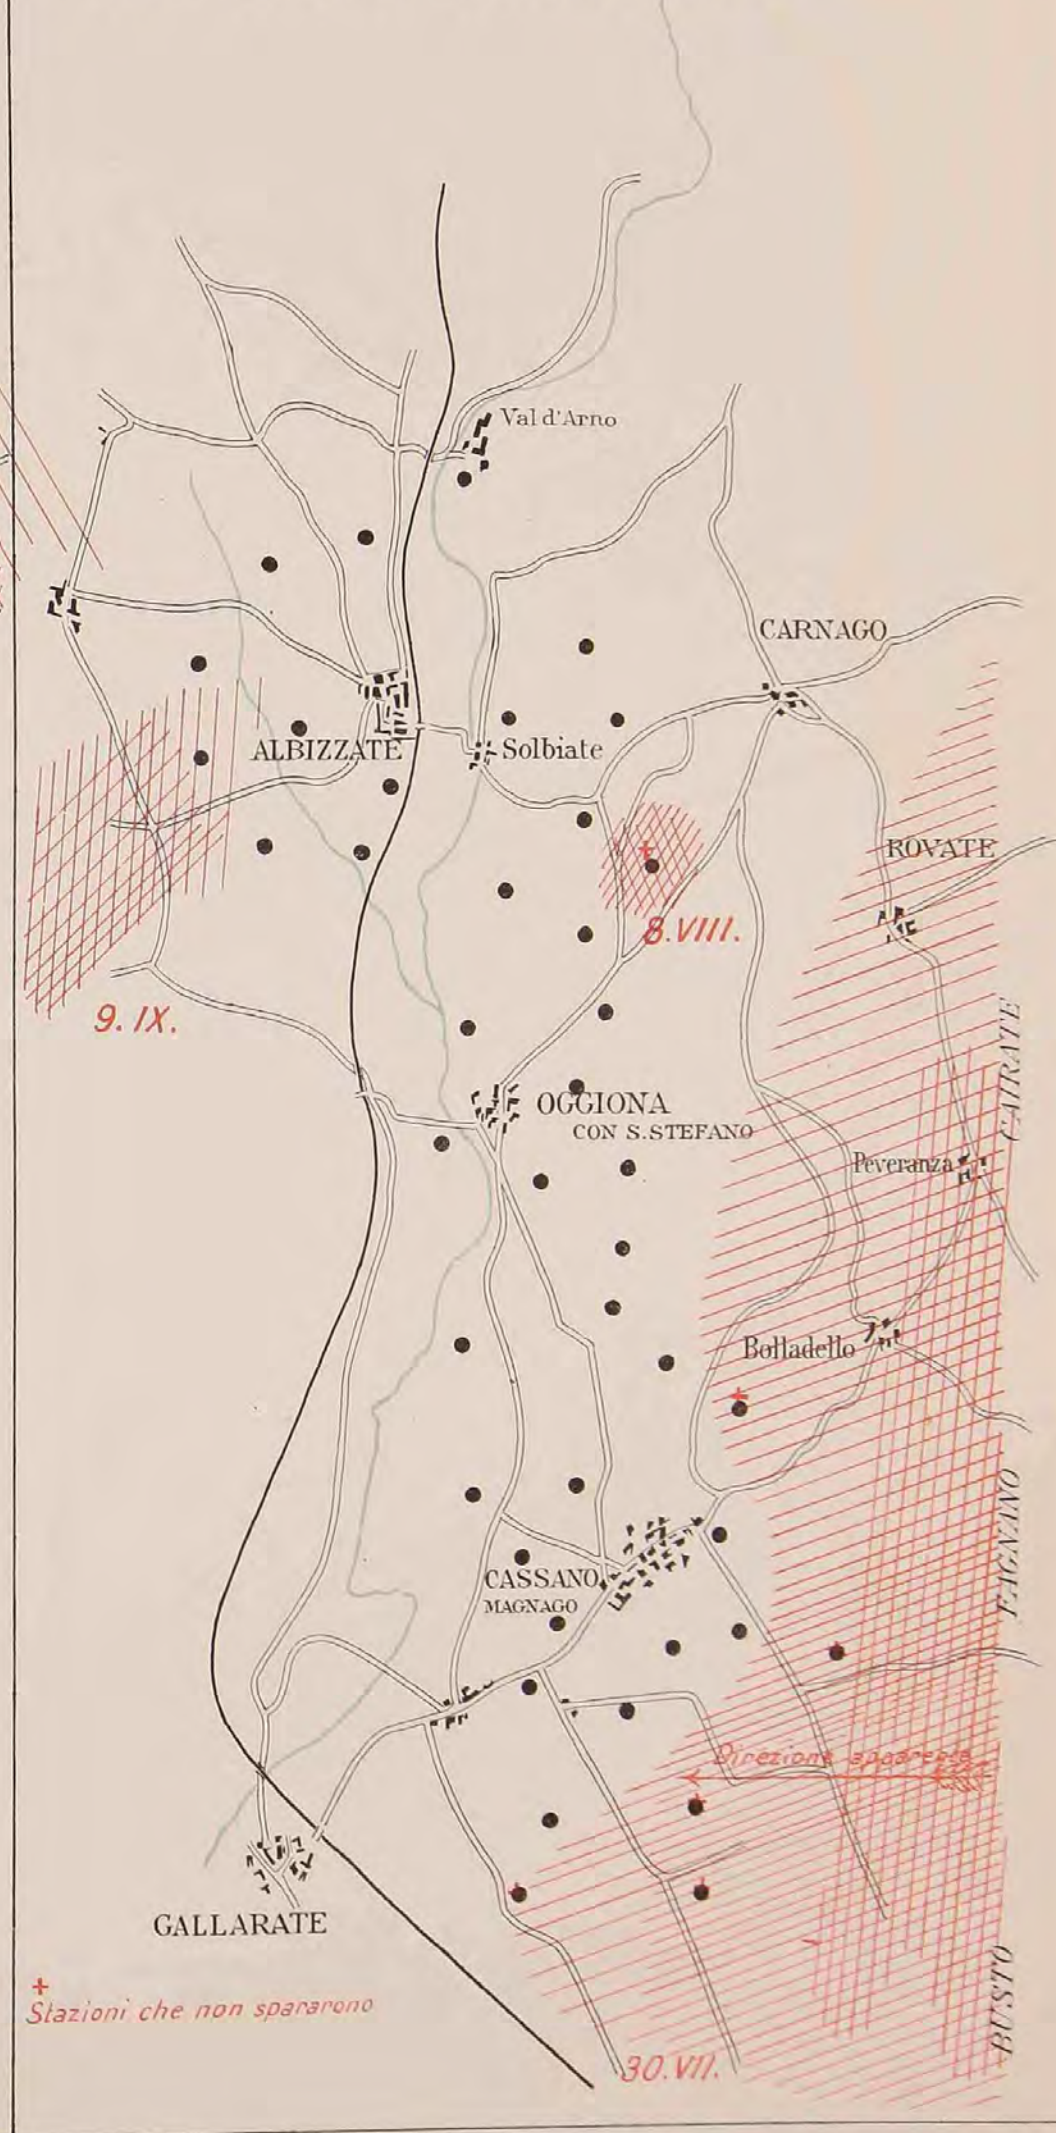 Val d'Arno
CARNAGO
ALBIZZATE
Solbiate
ROVATE
8.VIII.
9.IX.
CAIRATE
OGGIONA
CON S.STEFANO
Peveranza
Bolladello
FAGNANO
CASSANO
MAGNAGO
Direzione apparente
GALLARATE
BUSTO
+
Stazioni che non spararono
30.VII.